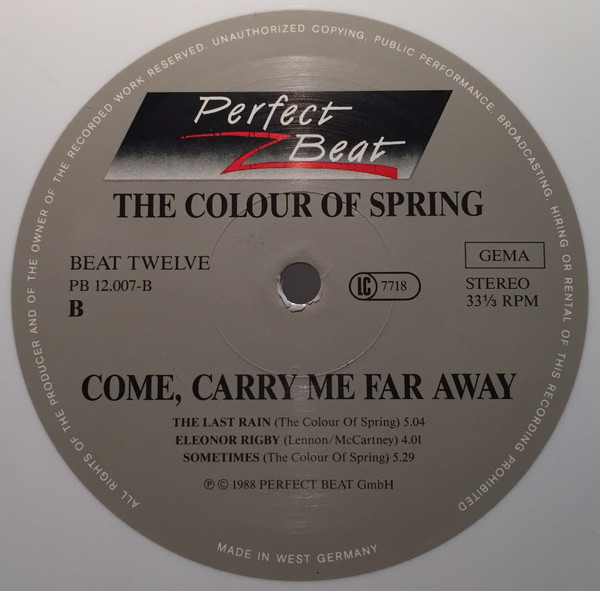 ALL RIGHTS OF THE PRODUCER AND OF THE OWNER OF THE RECORDED WORK RESERVED. UNAUTHORIZED COPYING. PUBLIC PERFORMANCE. BROADCASTING. HIRING OR RENTAL OF THIS RECORDING PROHIBITED
Perfect
Beat
THE COLOUR OF SPRING
BEAT TWELVE
PB 12.007-B
B
LC 7718
GEMA
STEREO
33⅓ RPM
COME, CARRY ME FAR AWAY
THE LAST RAIN (The Colour Of Spring) 5.04
ELEONOR RIGBY (Lennon/McCartney) 4.01
SOMETIMES (The Colour Of Spring) 5.29
℗ © 1988 PERFECT BEAT GmbH
MADE IN WEST GERMANY